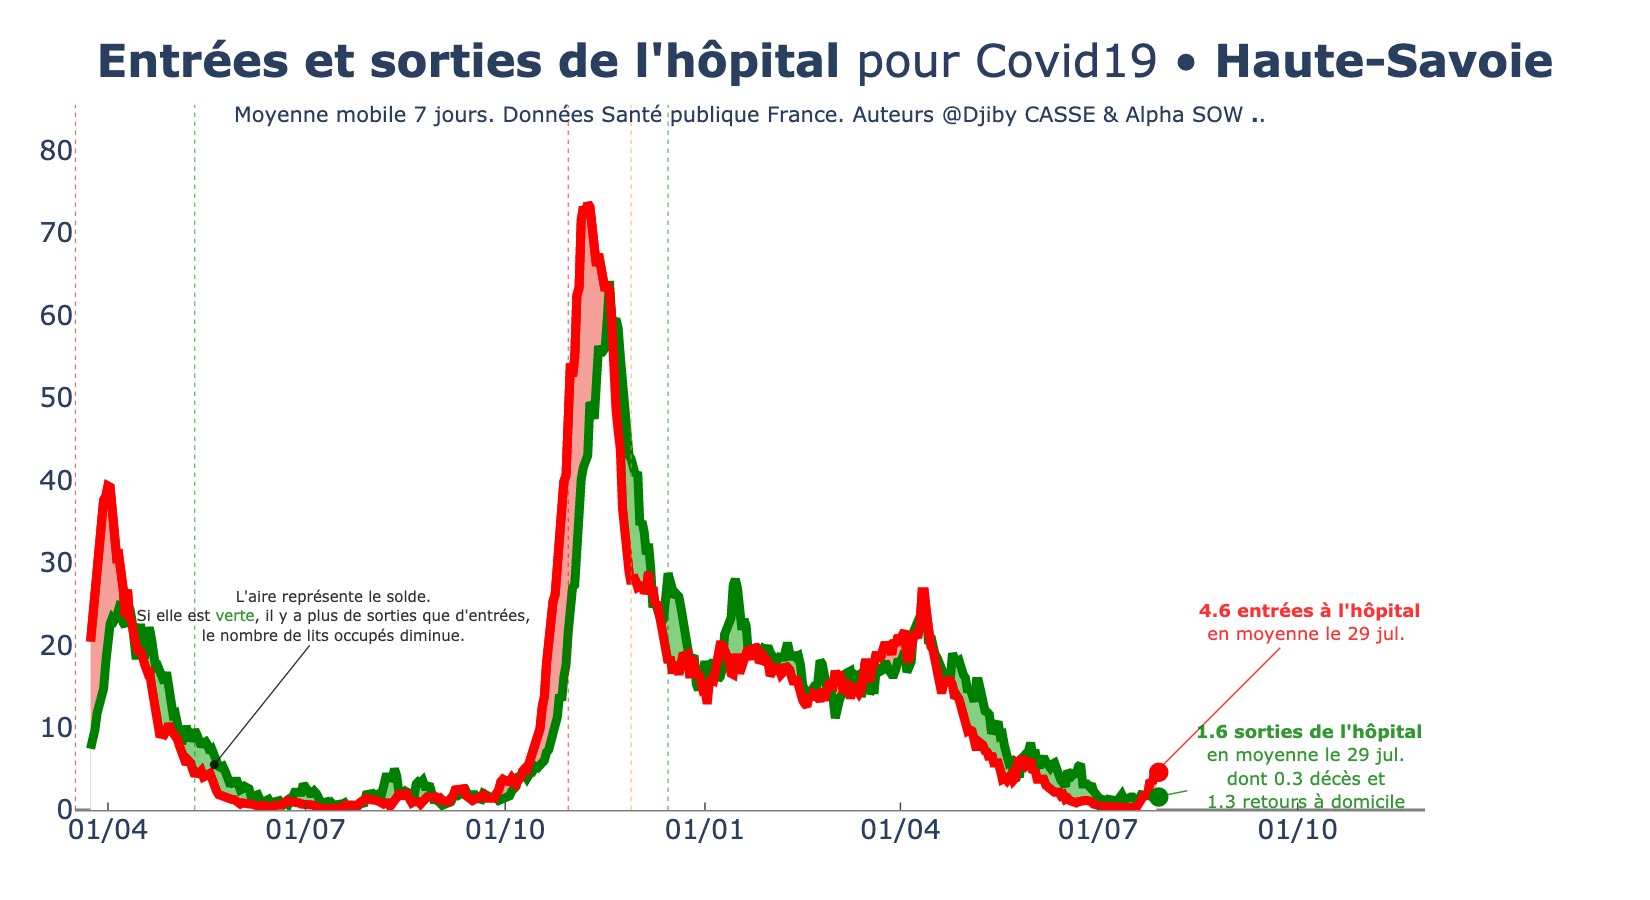 Entrées et sorties de l'hôpital pour Covid19 • Haute-Savoie
Moyenne mobile 7 jours. Données Santé publique France. Auteurs @Djiby CASSE & Alpha SOW ..
80
70
60
50
40
30
20
10
0
L'aire représente le solde.
Si elle est verte, il y a plus de sorties que d'entrées,
le nombre de lits occupés diminue.
4.6 entrées à l'hôpital
en moyenne le 29 jul.
1.6 sorties de l'hôpital
en moyenne le 29 jul.
dont 0.3 décès et
1.3 retours à domicile
01/04
01/07
01/10
01/01
01/04
01/07
01/10